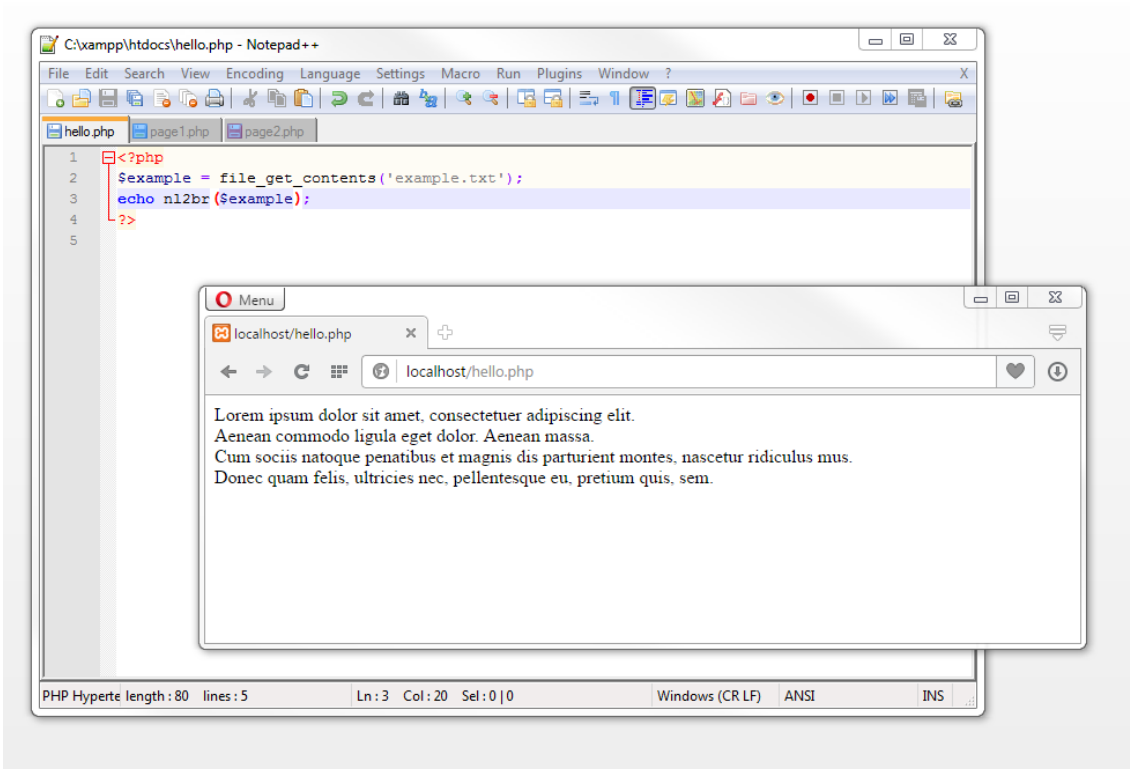 C:\xampp\htdocs\hello.php - Notepad++
File Edit Search View Encoding Language Settings Macro Run Plugins Window ? X
hello.php page1.php page2.php
1 <?php
2 $example = file_get_contents('example.txt');
3 echo nl2br($example);
4 ?>
5
Menu
localhost/hello.php
localhost/hello.php
Lorem ipsum dolor sit amet, consectetuer adipiscing elit.
Aenean commodo ligula eget dolor. Aenean massa.
Cum sociis natoque penatibus et magnis dis parturient montes, nascetur ridiculus mus.
Donec quam felis, ultricies nec, pellentesque eu, pretium quis, sem.
PHP Hyperte length : 80 lines : 5 Ln : 3 Col : 20 Sel : 0 | 0 Windows (CR LF) ANSI INS